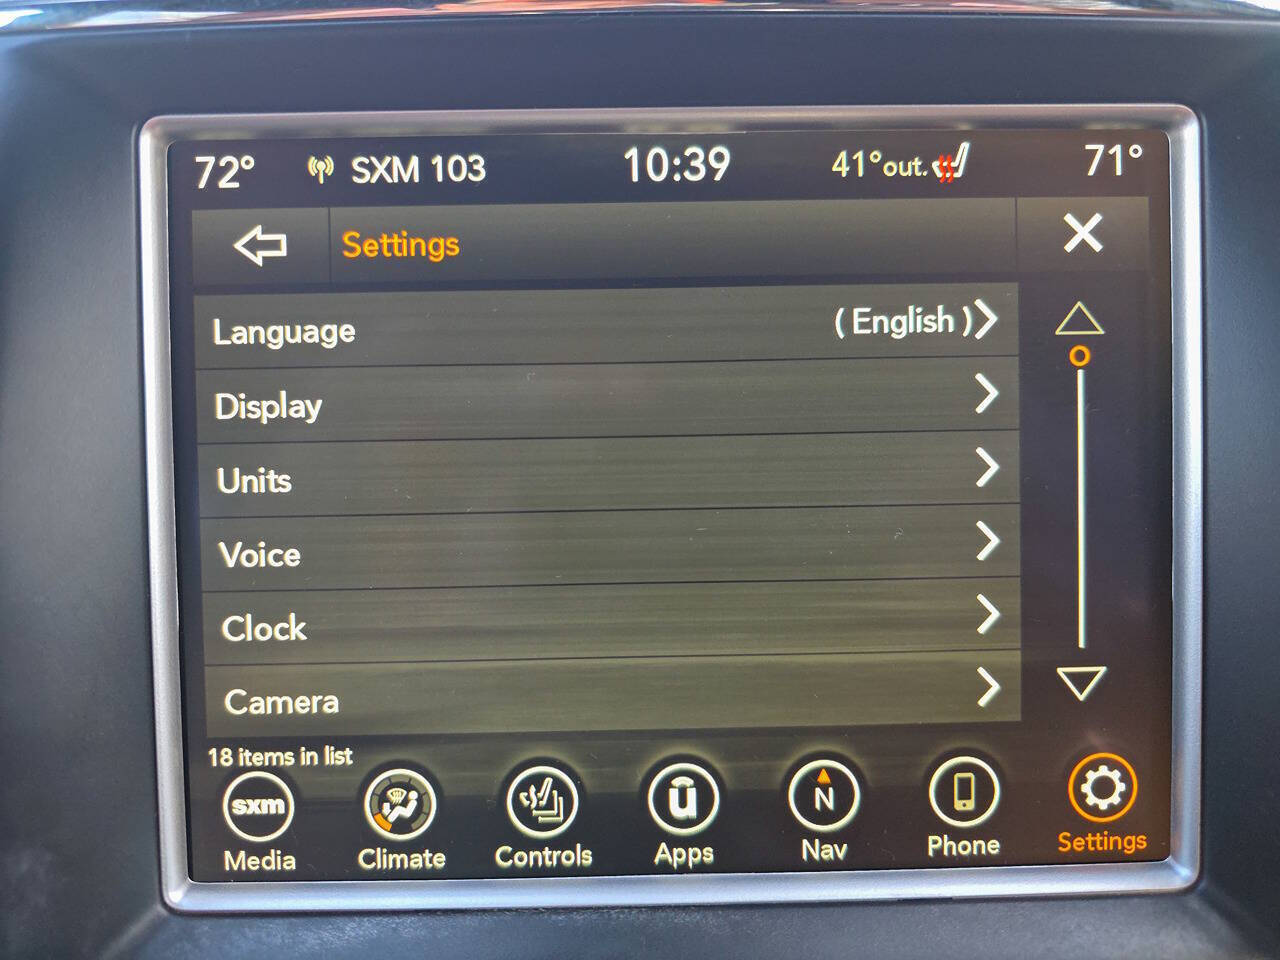 72° SXM 103 10:39 41°out. 71°
Settings
Language ( English )
Display
Units
Voice
Clock
Camera
18 items in list
sxm ū N
Media Climate Controls Apps Nav Phone Settings